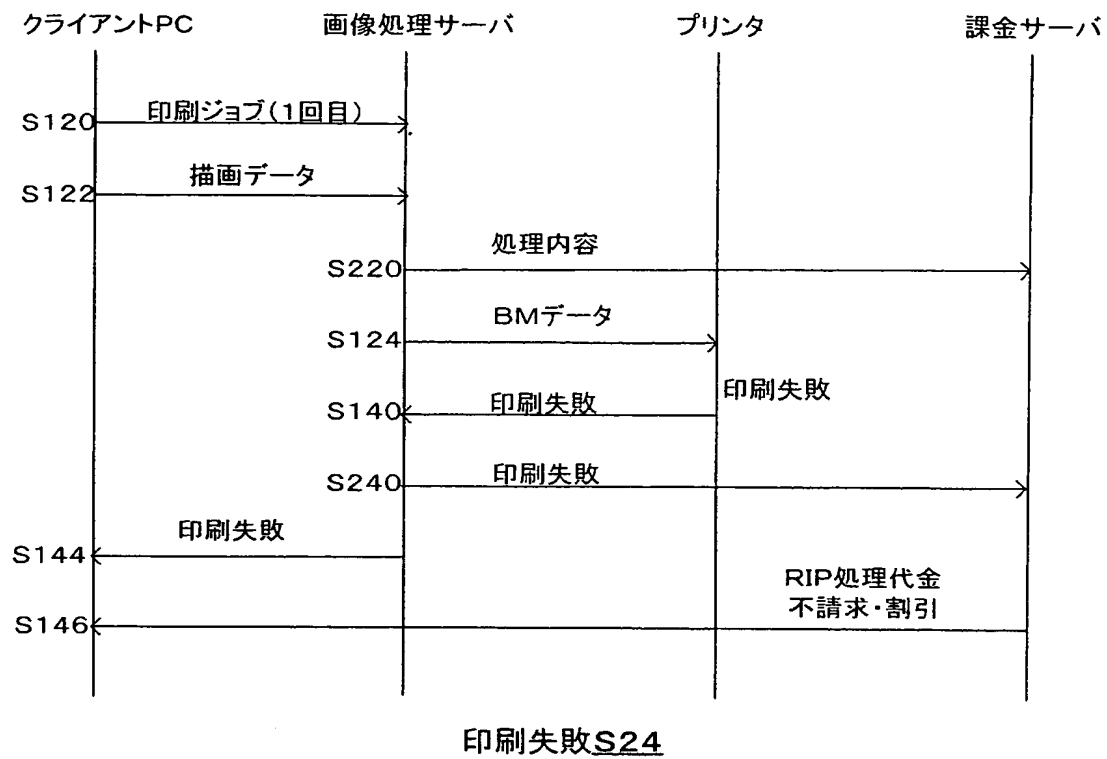 クライアントPC 画像処理サーバ プリンタ 課金サーバ
S120 印刷ジョブ(1回目)
S122 描画データ
S220 処理内容
S124 BMデータ
印刷失敗
S140 印刷失敗
S240 印刷失敗
S144 印刷失敗
RIP処理代金
不請求・割引
S146
印刷失敗S24